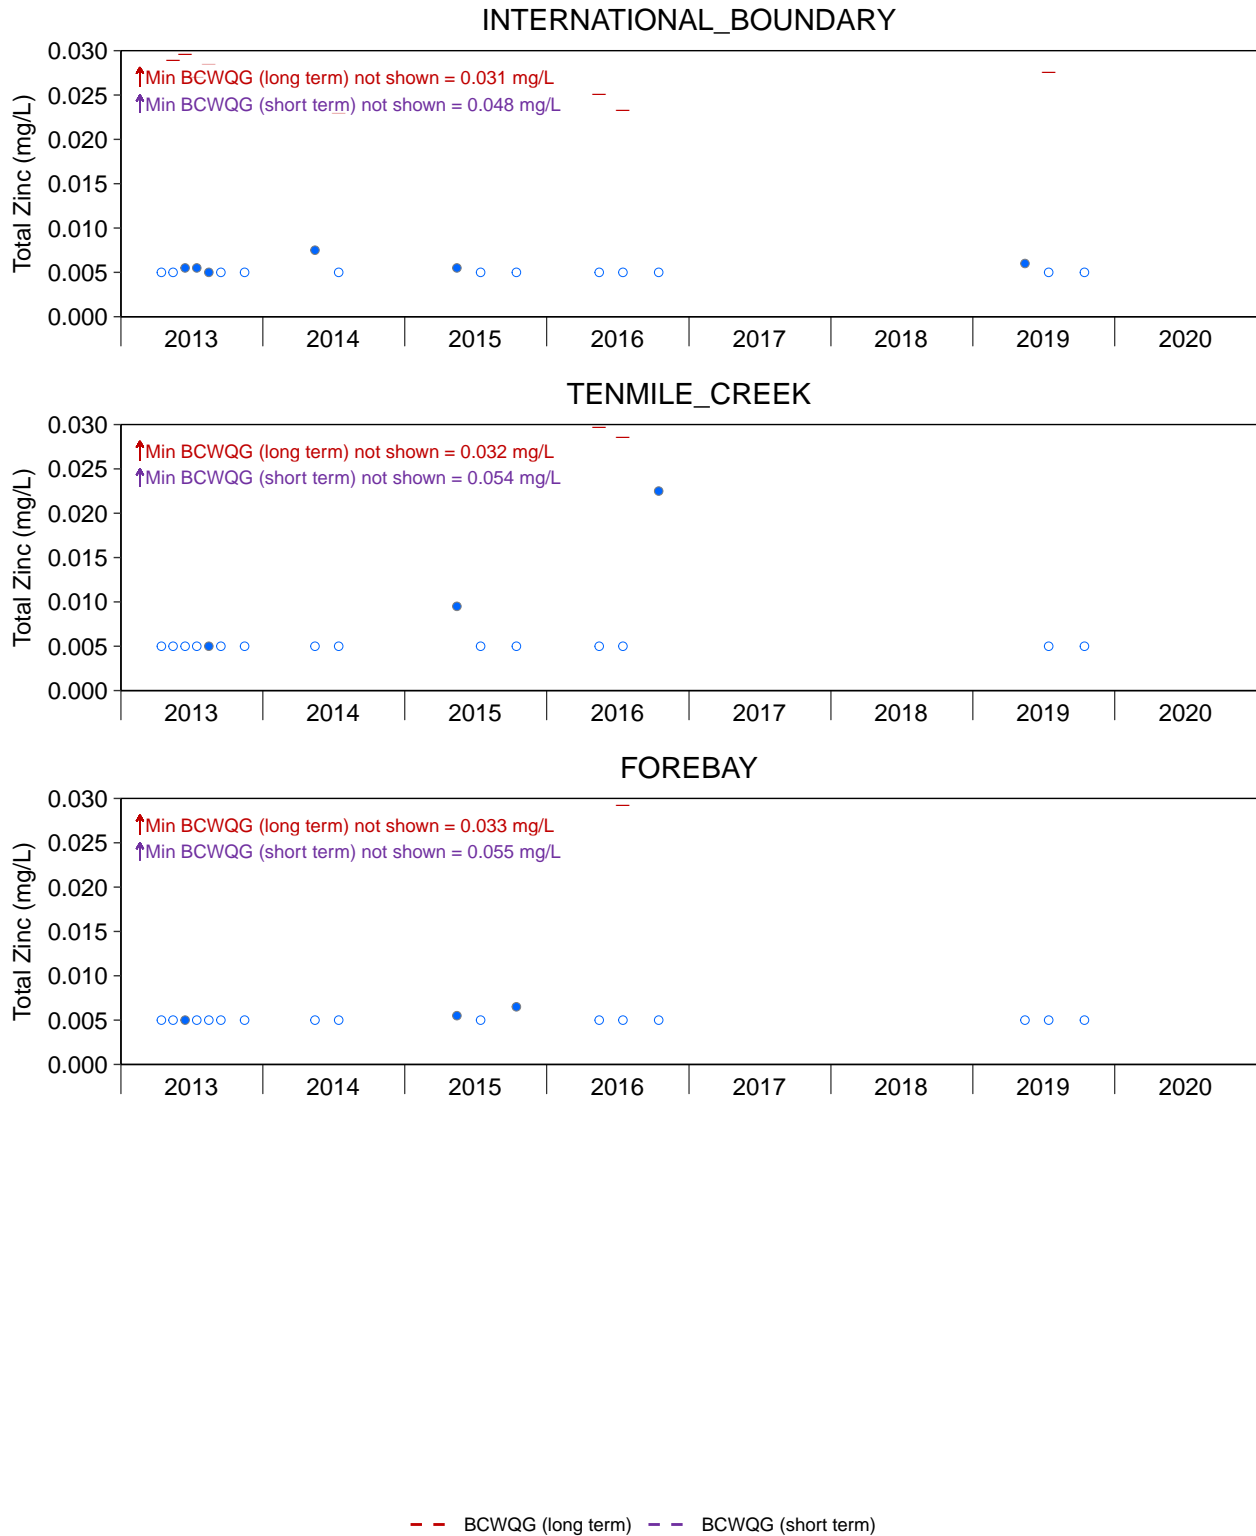 INTERNATIONAL_BOUNDARY
Total Zinc (mg/L)
0.030
0.025
0.020
0.015
0.010
0.005
0.000
↑Min BCWQG (long term) not shown = 0.031 mg/L
↑Min BCWQG (short term) not shown = 0.048 mg/L
2013 2014 2015 2016 2017 2018 2019 2020
TENMILE_CREEK
Total Zinc (mg/L)
0.030
0.025
0.020
0.015
0.010
0.005
0.000
↑Min BCWQG (long term) not shown = 0.032 mg/L
↑Min BCWQG (short term) not shown = 0.054 mg/L
2013 2014 2015 2016 2017 2018 2019 2020
FOREBAY
Total Zinc (mg/L)
0.030
0.025
0.020
0.015
0.010
0.005
0.000
↑Min BCWQG (long term) not shown = 0.033 mg/L
↑Min BCWQG (short term) not shown = 0.055 mg/L
2013 2014 2015 2016 2017 2018 2019 2020
BCWQG (long term) BCWQG (short term)